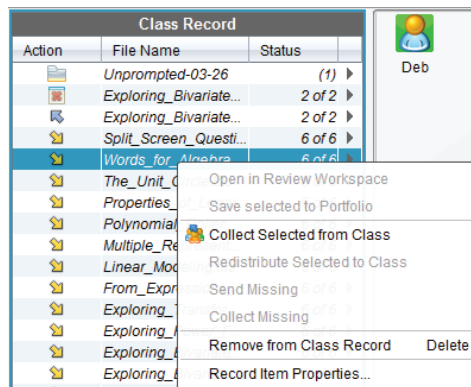 Class Record
Action File Name Status
Unprompted-03-26 (1)
Exploring_Bivariate... 2 of 2
Exploring_Bivariate... 2 of 2
Split_Screen_Questi... 6 of 6
Words_for_Algebra 6 of 6
The_Unit_
Properties_
Polynomial
Multiple_Re
Linear_Mod
From_Expre
Exploring_
Exploring_
Exploring_
Exploring_
Deb
Open in Review Workspace
Save selected to Portfolio
Collect Selected from Class
Redistribute Selected to Class
Send Missing
Collect Missing
Remove from Class Record Delete
Record Item Properties...